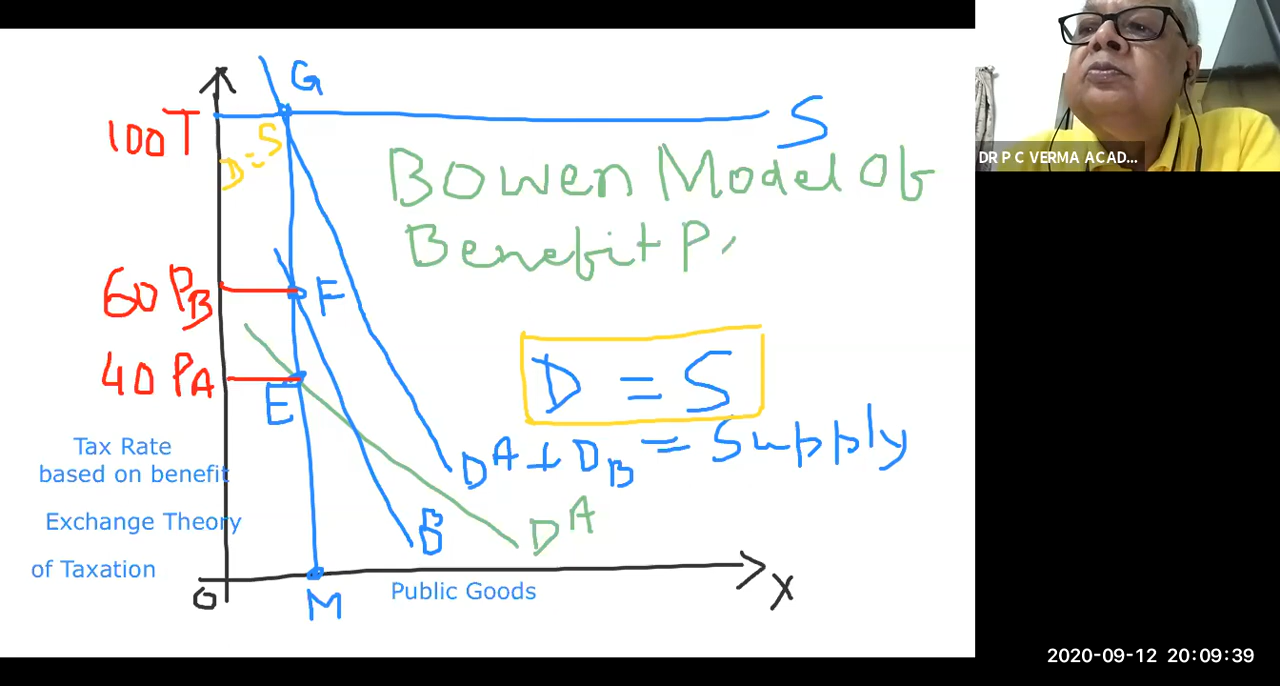 G
100T
S
D=S
Bowen Model Of
Benefit P
60 PB
F
40 PA
E
D = S
DA + DB = Supply
Tax Rate
based on benefit
Exchange Theory
of Taxation
B
DA
O
M
Public Goods
X
DR P C VERMA ACAD...
2020-09-12 20:09:39